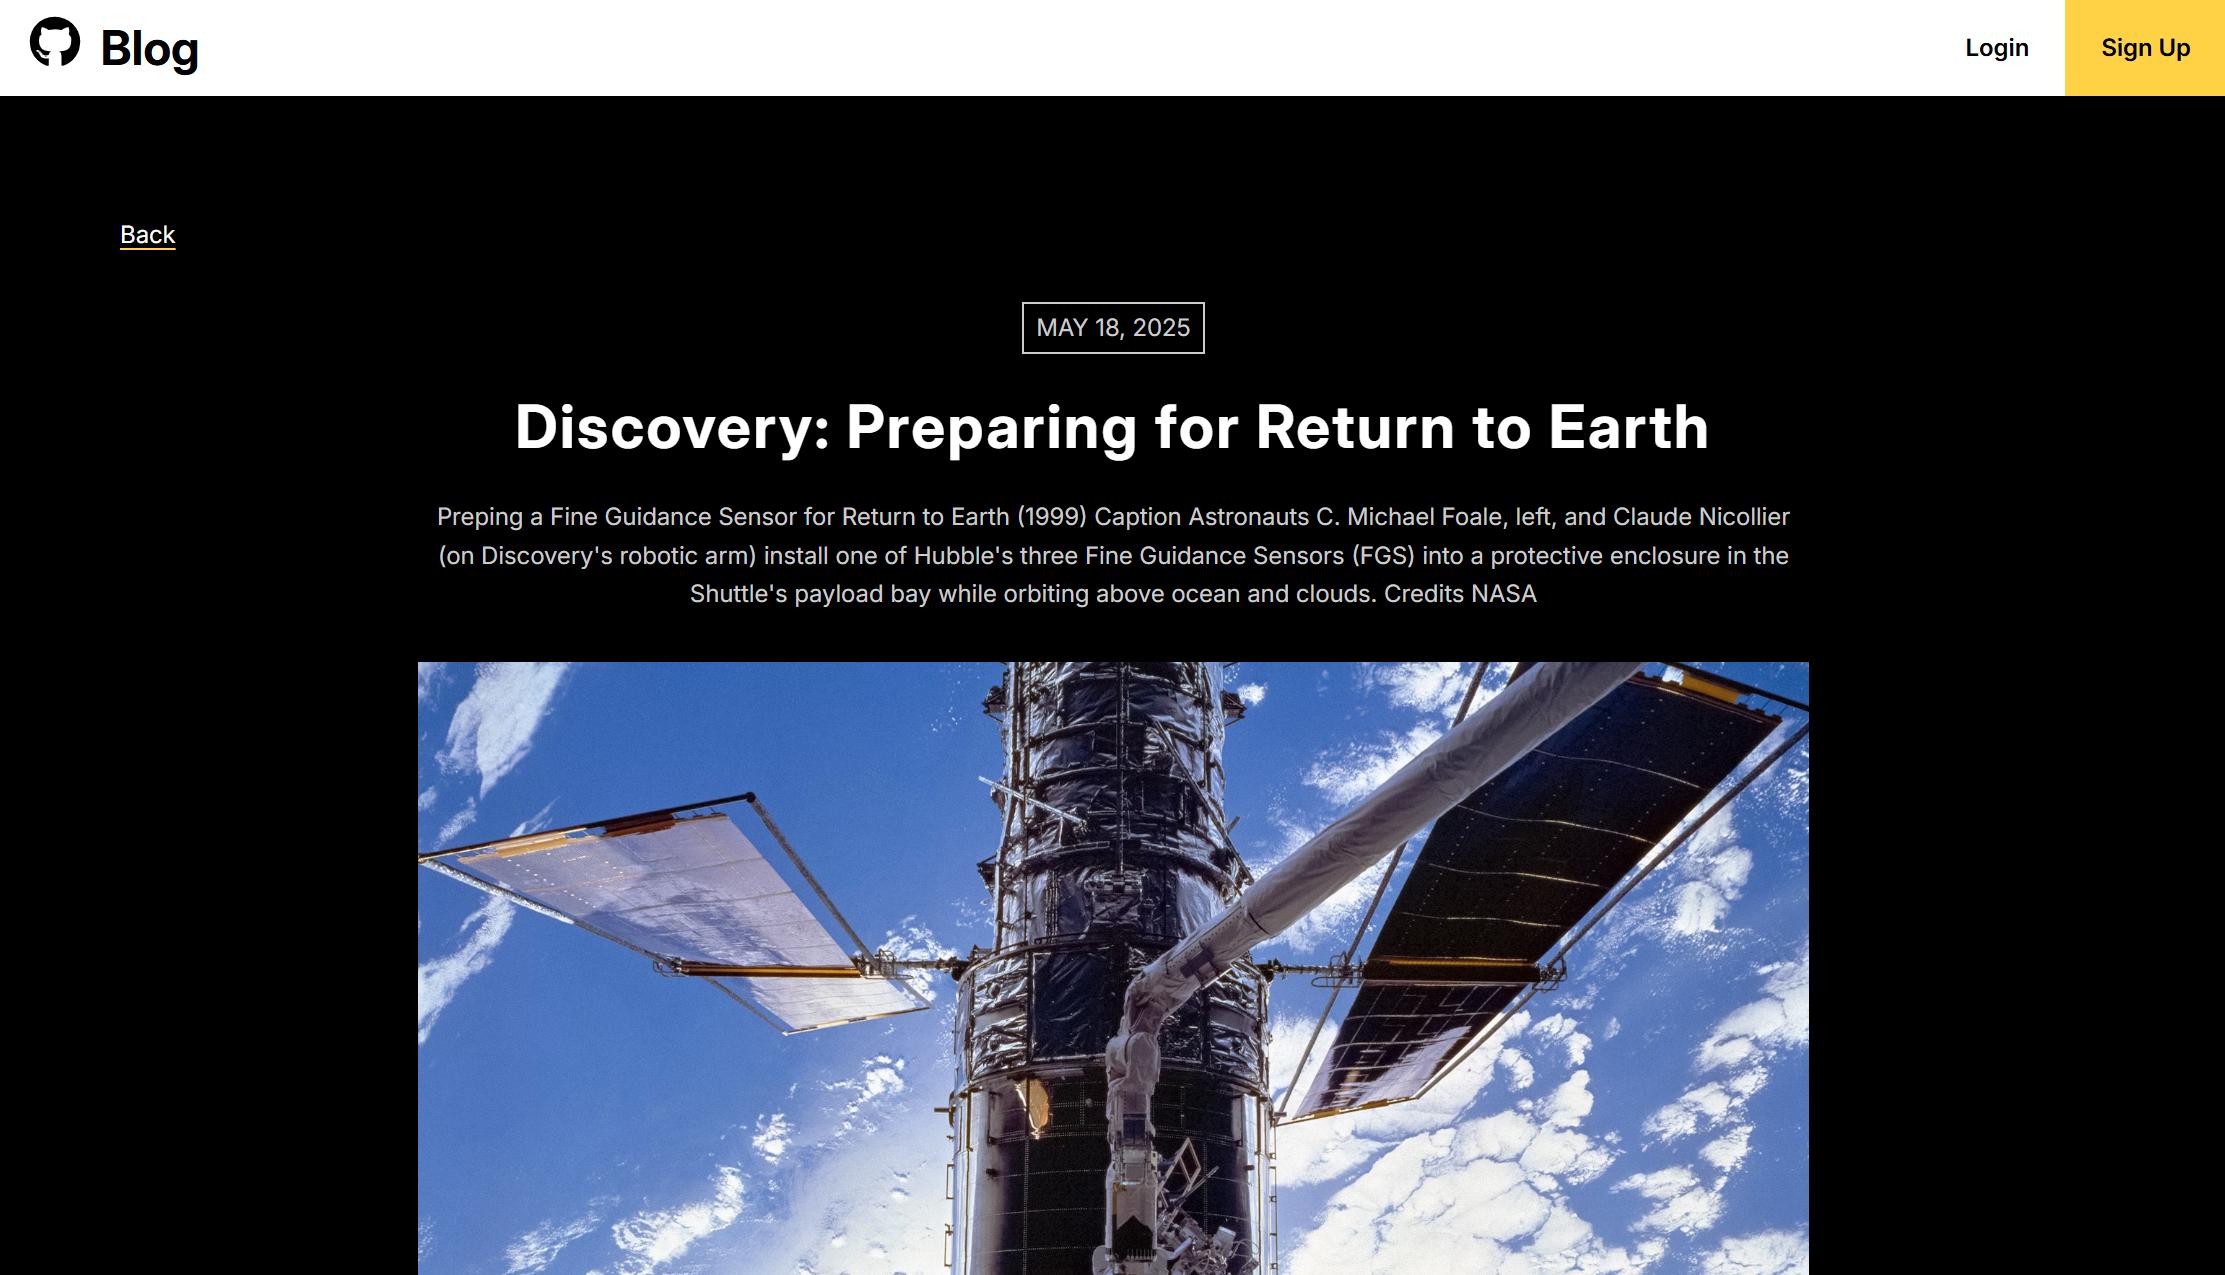 Blog
Login
Sign Up
Back
MAY 18, 2025
Discovery: Preparing for Return to Earth
Preping a Fine Guidance Sensor for Return to Earth (1999) Caption Astronauts C. Michael Foale, left, and Claude Nicollier
(on Discovery's robotic arm) install one of Hubble's three Fine Guidance Sensors (FGS) into a protective enclosure in the
Shuttle's payload bay while orbiting above ocean and clouds. Credits NASA